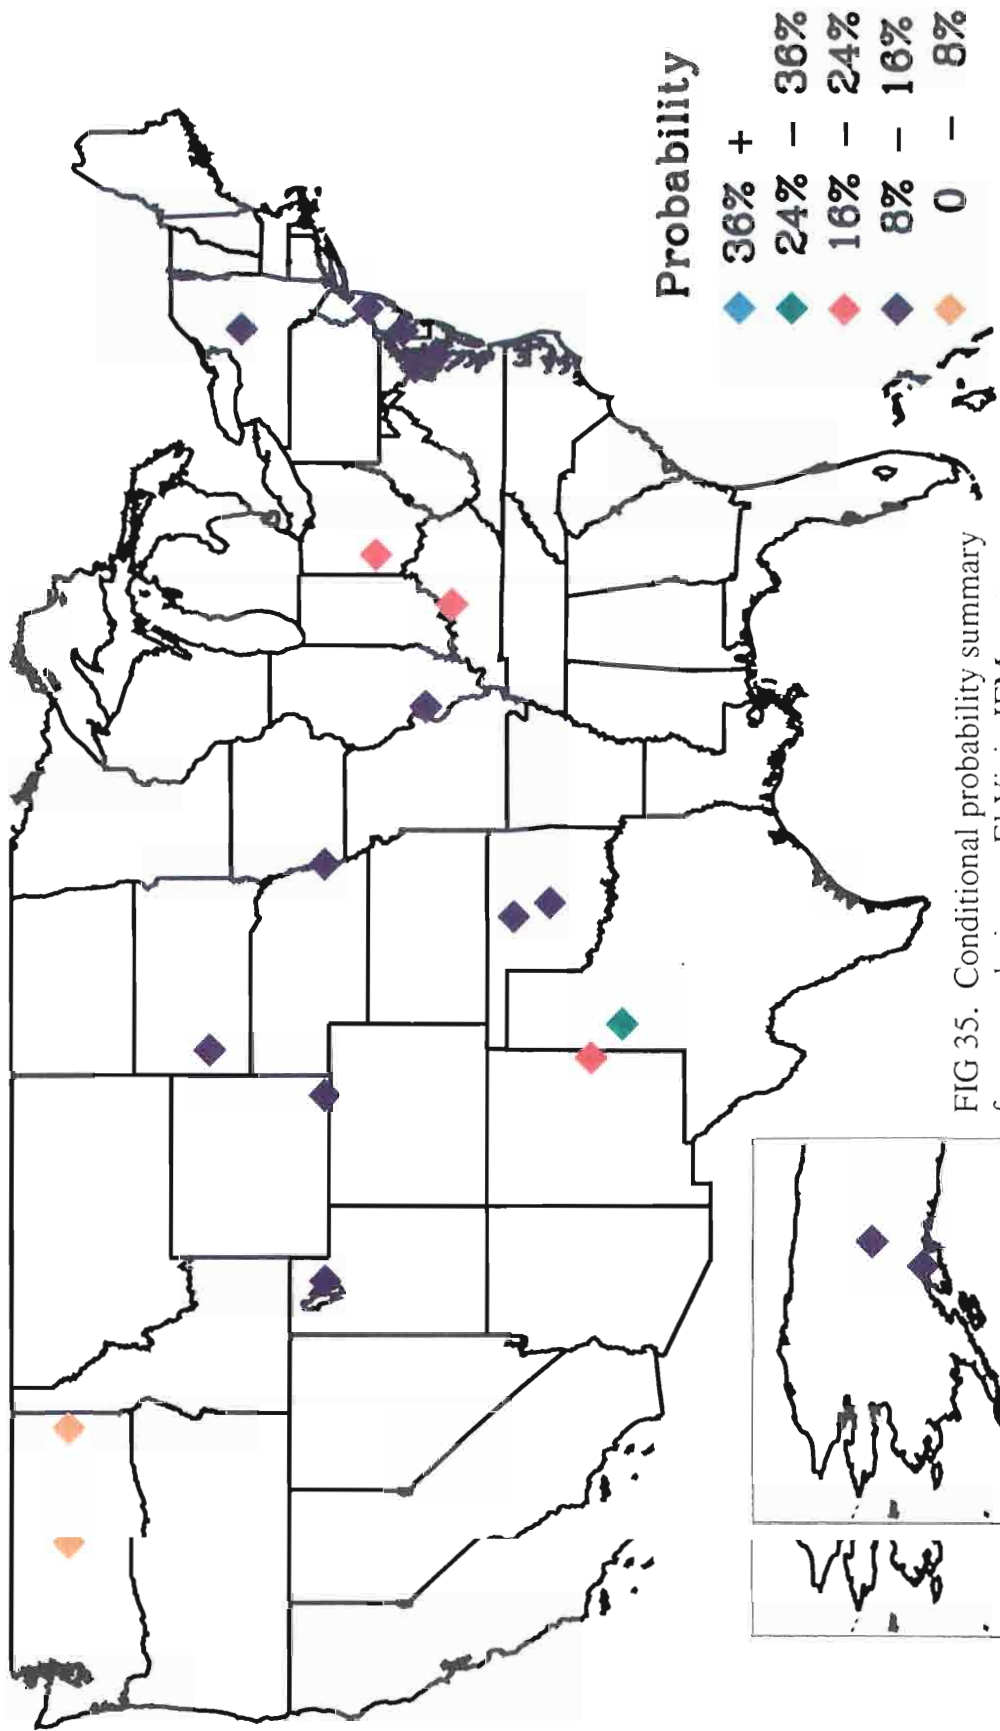 Probability
36% +
24% - 36%
16% - 24%
8% - 16%
0 - 8%
FIG 35. Conditional probability summary